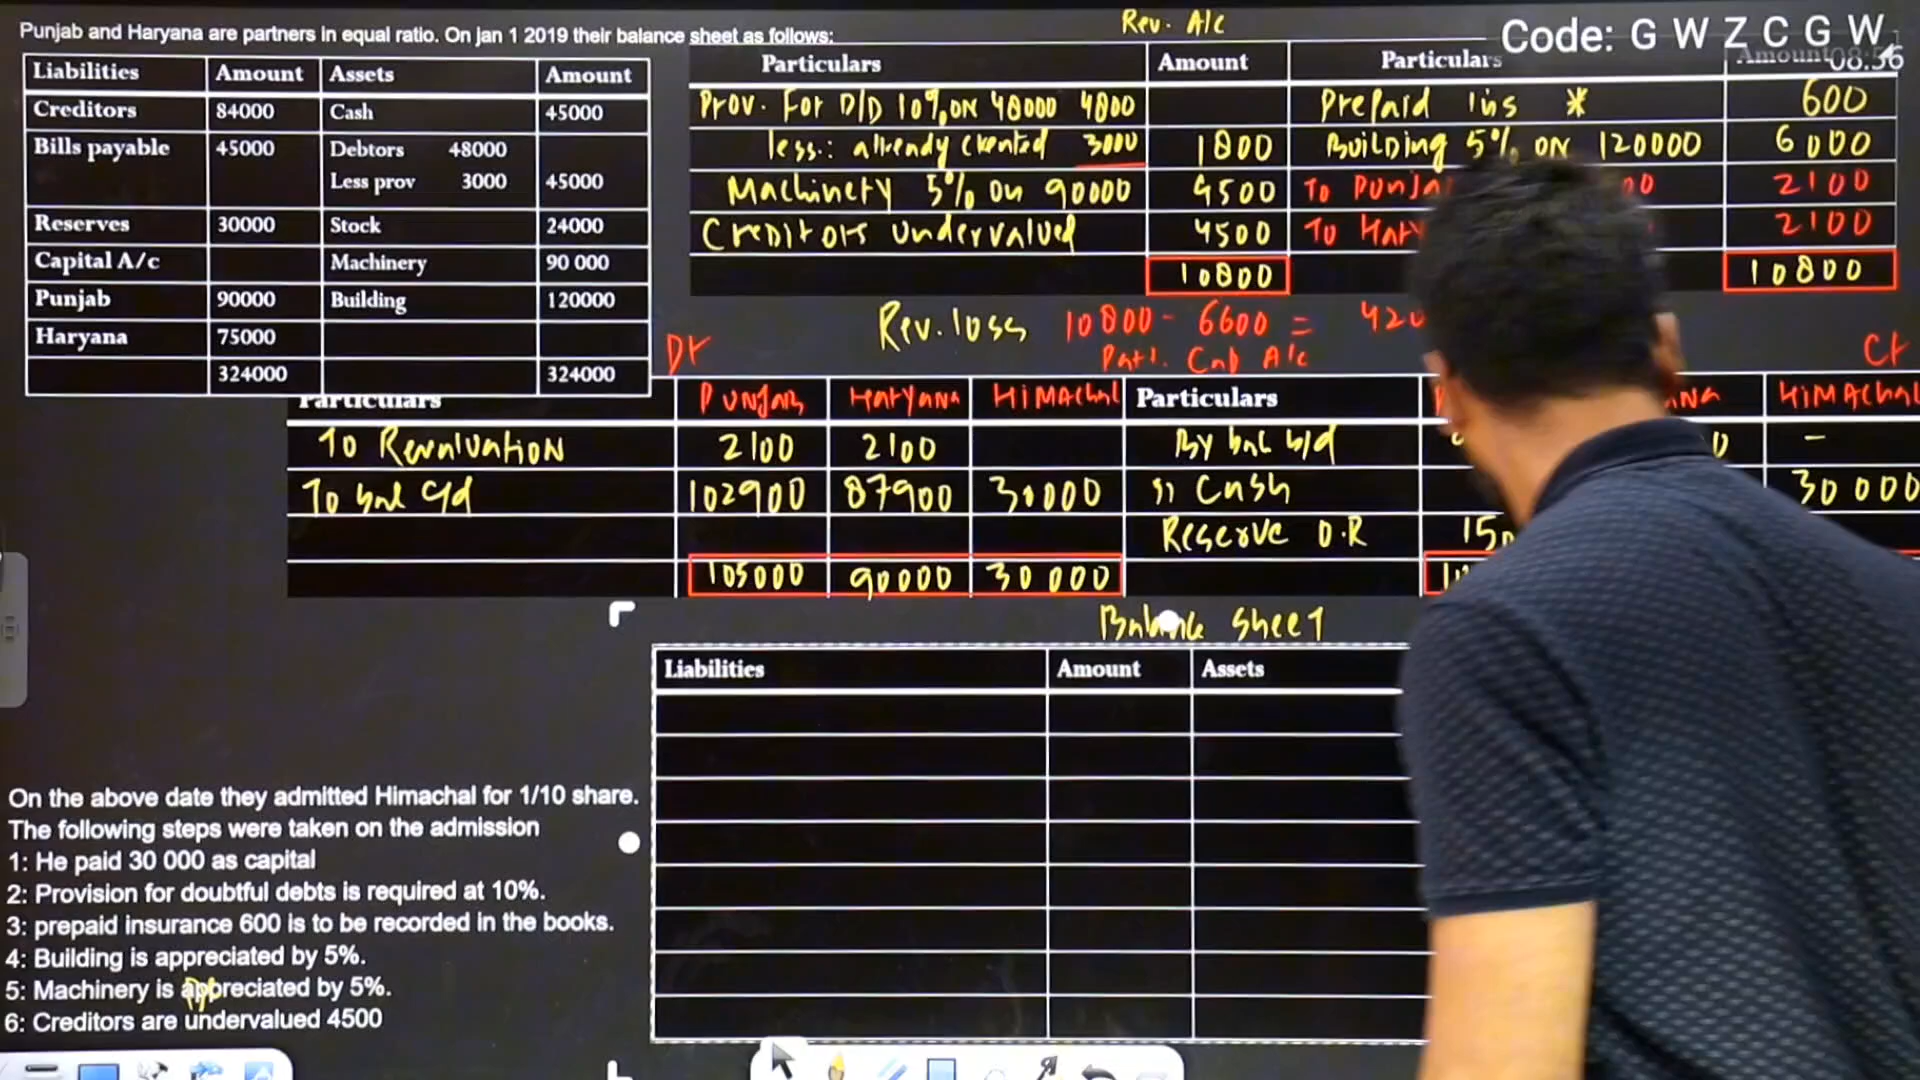 Rev. A/c
Code: G W Z C G W
08:56
Punjab and Haryana are partners in equal ratio. On jan 1 2019 their balance sheet as follows:
Liabilities Amount Assets Amount
Creditors 84000 Cash 45000
Bills payable 45000 Debtors 48000
Less prov 3000 45000
Reserves 30000 Stock 24000
Capital A/c Machinery 90 000
Punjab 90000 Building 120000
Haryana 75000
324000 324000
Particulars Amount Particulars Amount
Prov. For D/D 10% on 48000 4800 Prepaid ins * 600
less: already created 3000 1800 Building 5% on 120000 6000
Machinery 5% on 90000 4500 To Punja 2100
Creditors undervalued 4500 To Hary 2100
10800 10800
Rev. loss 10800 - 6600 = 420
Dr Cap A/c Cr
Particulars Punjab Haryana Himachal Particulars Himachal
To Revaluation 2100 2100 By bal b/d -
To bal c/d 102900 87900 30000 " Cash 30 000
Reserve O.R
105000 90000 30 000
Balance Sheet
Liabilities Amount Assets
On the above date they admitted Himachal for 1/10 share.
The following steps were taken on the admission
1: He paid 30 000 as capital
2: Provision for doubtful debts is required at 10%.
3: prepaid insurance 600 is to be recorded in the books.
4: Building is appreciated by 5%.
5: Machinery is appreciated by 5%.
6: Creditors are undervalued 4500